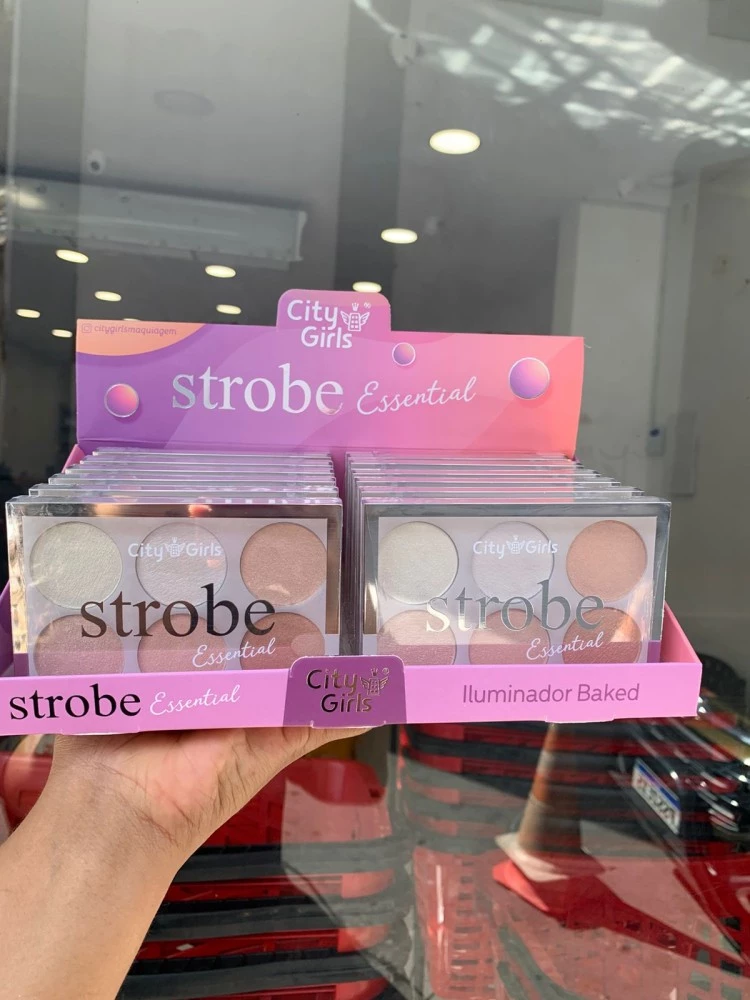 citygirlsmaquiagem
City
Girls
strobe Essential
City Girls
strobe
Essential
City Girls
strobe
Essential
strobe Essential
City
Girls
Iluminador Baked